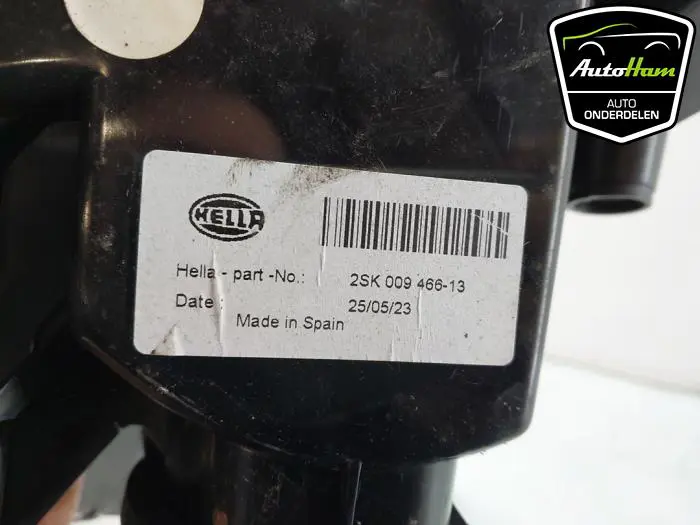 AutoHam
AUTO
ONDERDELEN
HELLA
Hella - part -No.: 2SK 009 466-13
Date : 25/05/23
Made in Spain